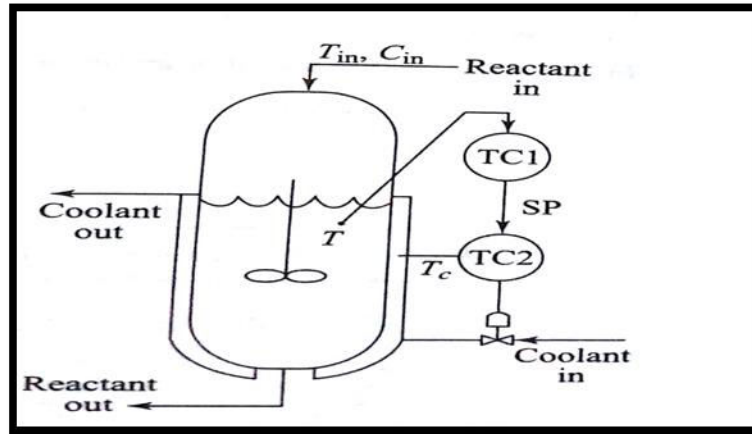 T_in, C_in
Reactant
in
TC1
SP
Coolant
out
T
T_c
TC2
Coolant
in
Reactant
out